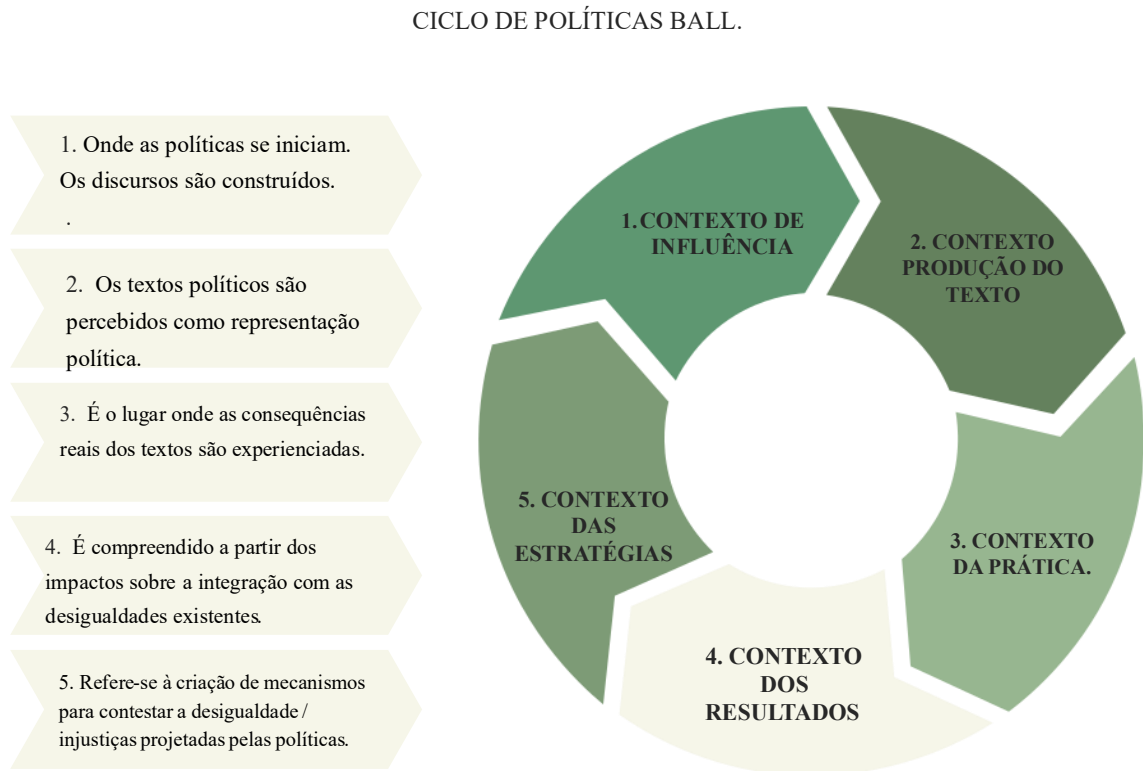 CICLO DE POLÍTICAS BALL.
1. Onde as políticas se iniciam.
Os discursos são construídos.
.
2. Os textos políticos são
percebidos como representação
política.
3. É o lugar onde as consequências
reais dos textos são experienciadas.
4. É compreendido a partir dos
impactos sobre a integração com as
desigualdades existentes.
5. Refere-se à criação de mecanismos
para contestar a desigualdade /
injustiças projetadas pelas políticas.
1.CONTEXTO DE
INFLUÊNCIA
2. CONTEXTO
PRODUÇÃO DO
TEXTO
3. CONTEXTO
DA PRÁTICA.
4. CONTEXTO
DOS
RESULTADOS
5. CONTEXTO
DAS
ESTRATÉGIAS